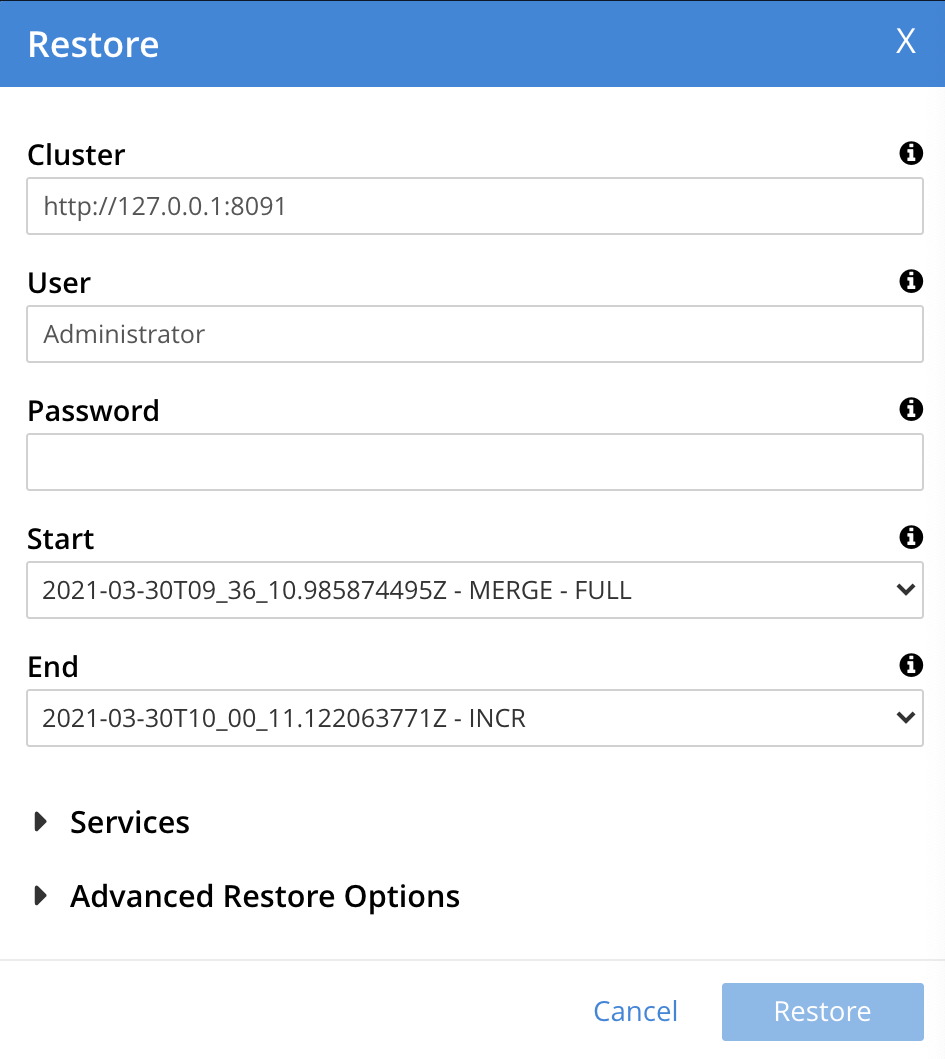 Restore X
Cluster
http://127.0.0.1:8091
User
Administrator
Password
Start
2021-03-30T09_36_10.985874495Z - MERGE - FULL
End
2021-03-30T10_00_11.122063771Z - INCR
Services
Advanced Restore Options
Cancel Restore